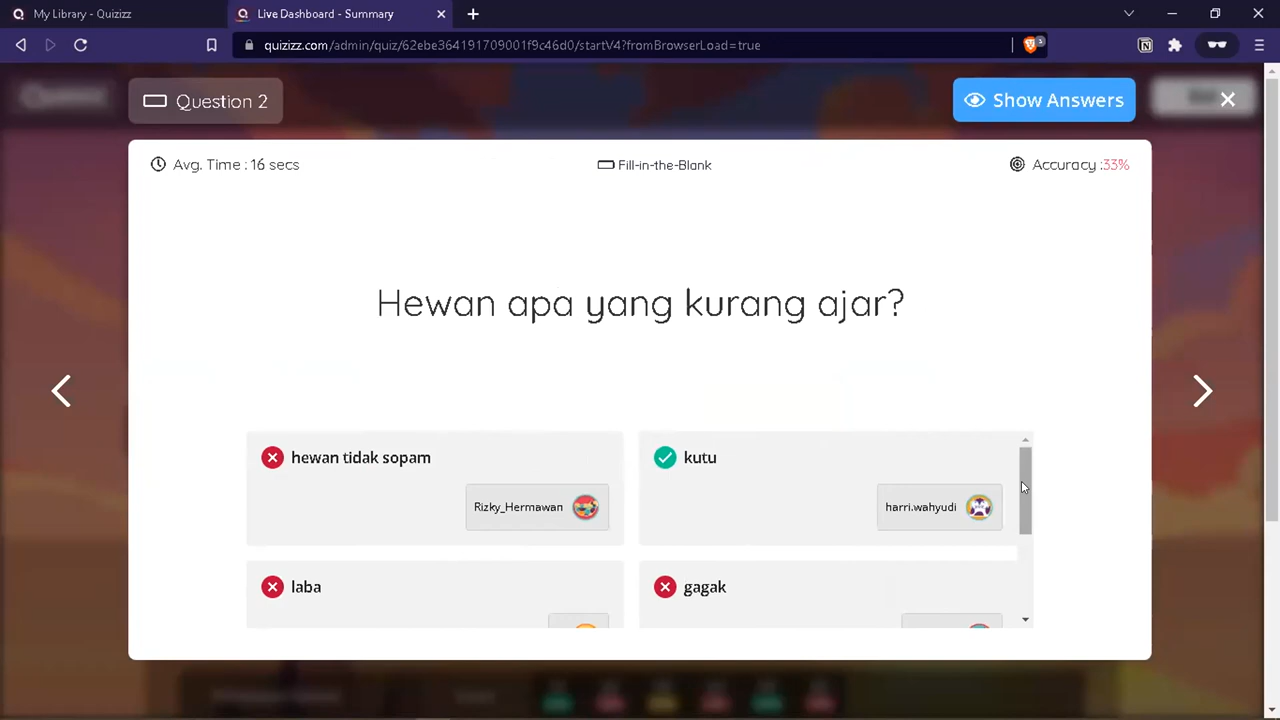 My Library - Quizizz
Live Dashboard - Summary
quizizz.com/admin/quiz/62ebe364191709001f9c46d0/startV4?fromBrowserLoad=true
3
Question 2
Show Answers
Avg. Time : 16 secs
Fill-in-the-Blank
Accuracy :33%
Hewan apa yang kurang ajar?
hewan tidak sopam
kutu
Rizky_Hermawan
harri.wahyudi
laba
gagak